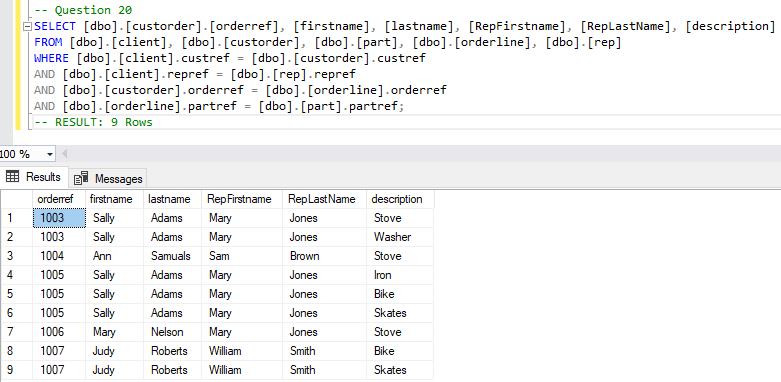 -- Question 20
SELECT [dbo].[custorder].[orderref], [firstname], [lastname], [RepFirstname], [RepLastName], [description]
FROM [dbo].[client], [dbo].[custorder], [dbo].[part], [dbo].[orderline], [dbo].[rep]
WHERE [dbo].[client].custref = [dbo].[custorder].custref
AND [dbo].[client].repref = [dbo].[rep].repref
AND [dbo].[custorder].orderref = [dbo].[orderline].orderref
AND [dbo].[orderline].partref = [dbo].[part].partref;
-- RESULT: 9 Rows
100 %
Results Messages
orderref firstname lastname RepFirstname RepLastName description
1 1003 Sally Adams Mary Jones Stove
2 1003 Sally Adams Mary Jones Washer
3 1004 Ann Samuals Sam Brown Stove
4 1005 Sally Adams Mary Jones Iron
5 1005 Sally Adams Mary Jones Bike
6 1005 Sally Adams Mary Jones Skates
7 1006 Mary Nelson Mary Jones Stove
8 1007 Judy Roberts William Smith Bike
9 1007 Judy Roberts William Smith Skates